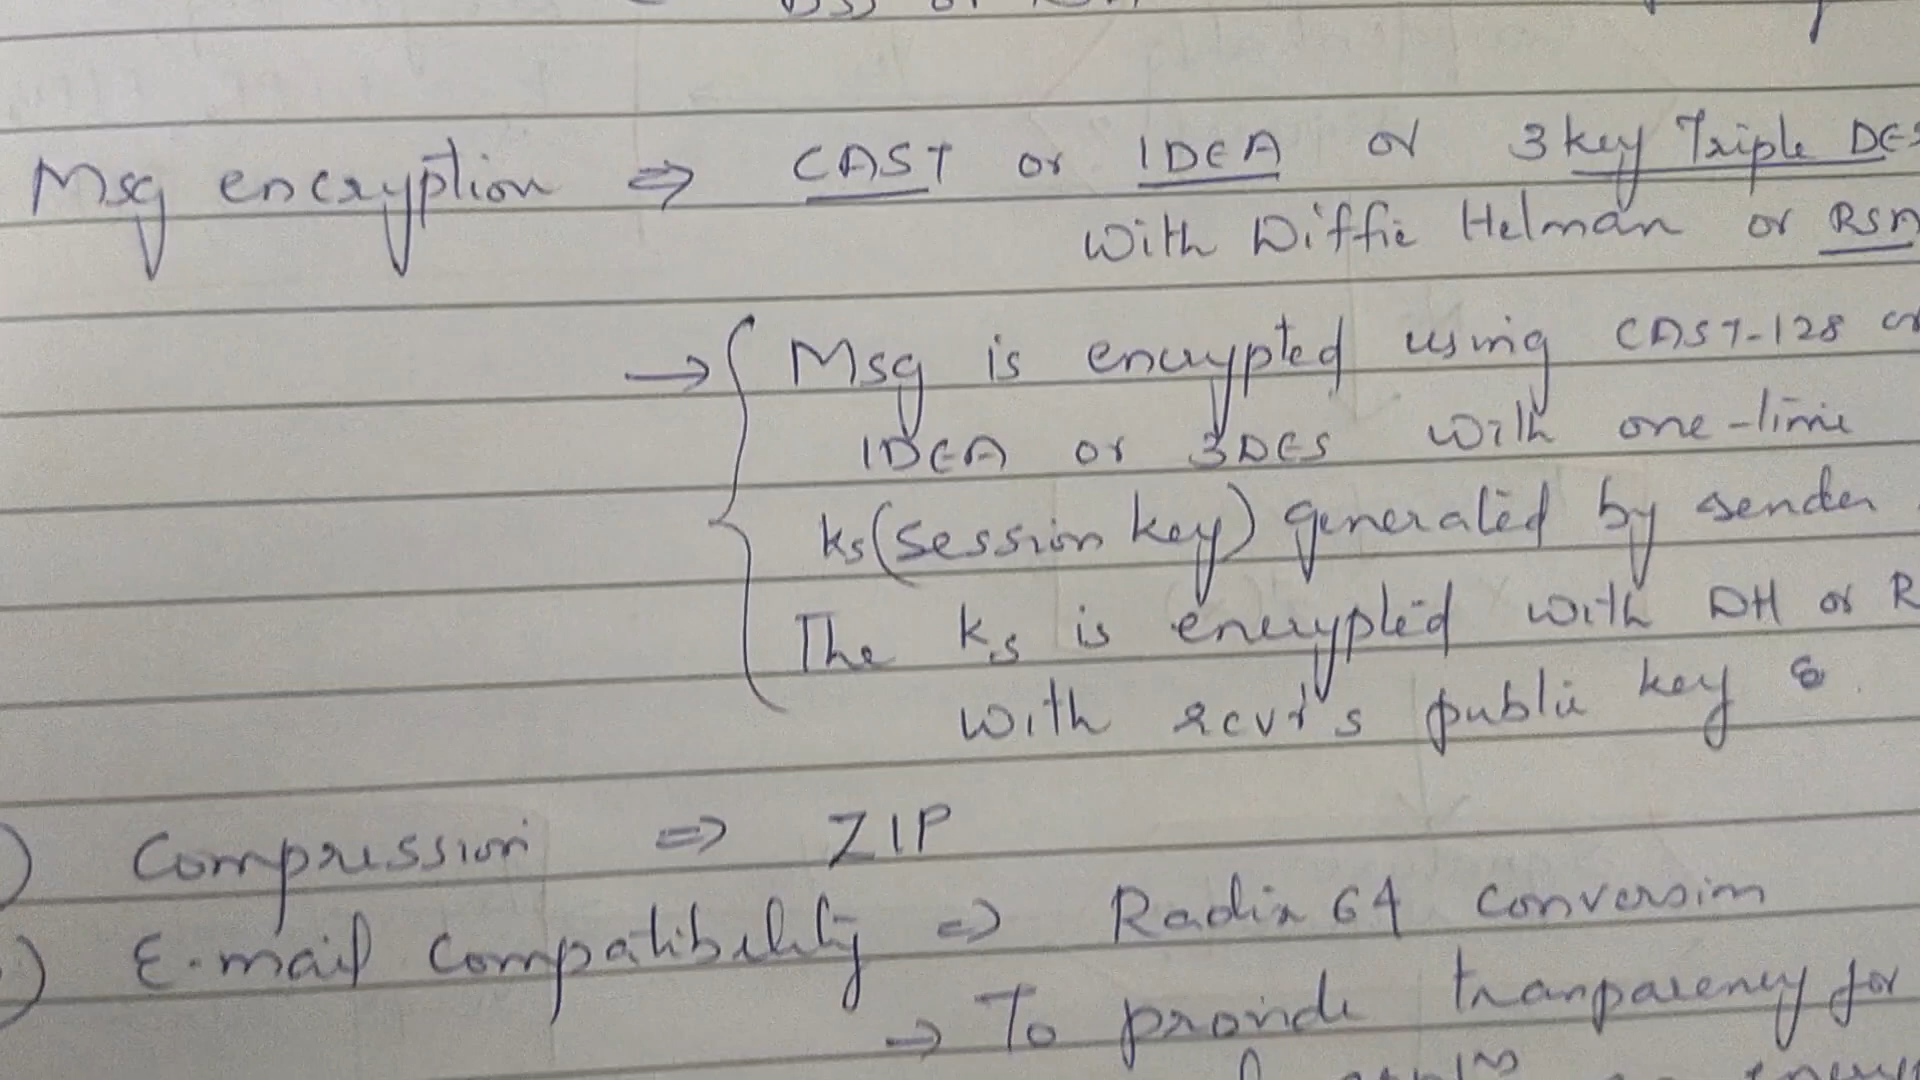 Msg encryption ⇒ CAST or IDEA or 3 key Triple DES
with Diffie Helman or RSA
→ { Msg is encrypted using CAST-128 or
IDEA or 3DES with one-time
ks (session key) generated by sender.
The ks is encrypted with DH or R
with rcvr's public key
) Compression ⇒ ZIP
) E-mail compatibility ⇒ Radix 64 conversion
→ To provide tranparency for